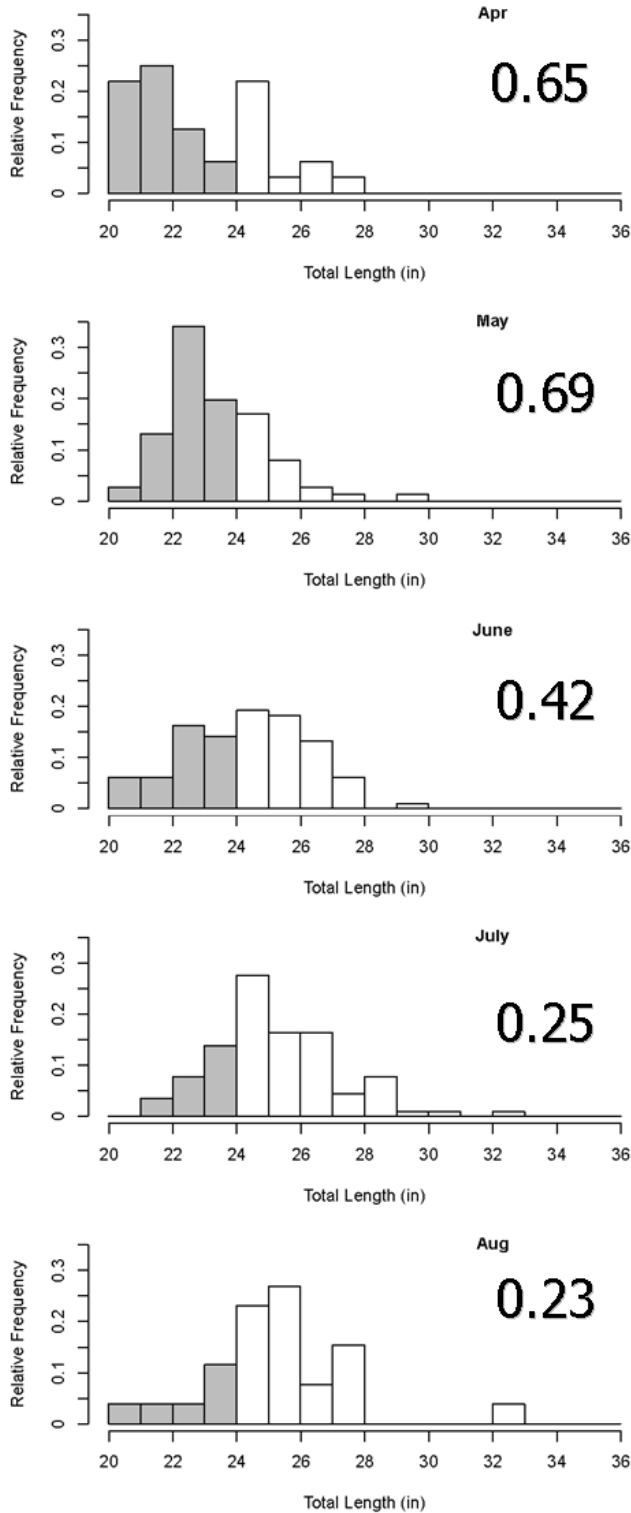 Apr
0.65
Relative Frequency
0.3
0.2
0.1
0
20 22 24 26 28 30 32 34 36
Total Length (in)
May
0.69
Relative Frequency
0.3
0.2
0.1
0
20 22 24 26 28 30 32 34 36
Total Length (in)
June
0.42
Relative Frequency
0.3
0.2
0.1
0
20 22 24 26 28 30 32 34 36
Total Length (in)
July
0.25
Relative Frequency
0.3
0.2
0.1
0
20 22 24 26 28 30 32 34 36
Total Length (in)
Aug
0.23
Relative Frequency
0.3
0.2
0.1
0
20 22 24 26 28 30 32 34 36
Total Length (in)